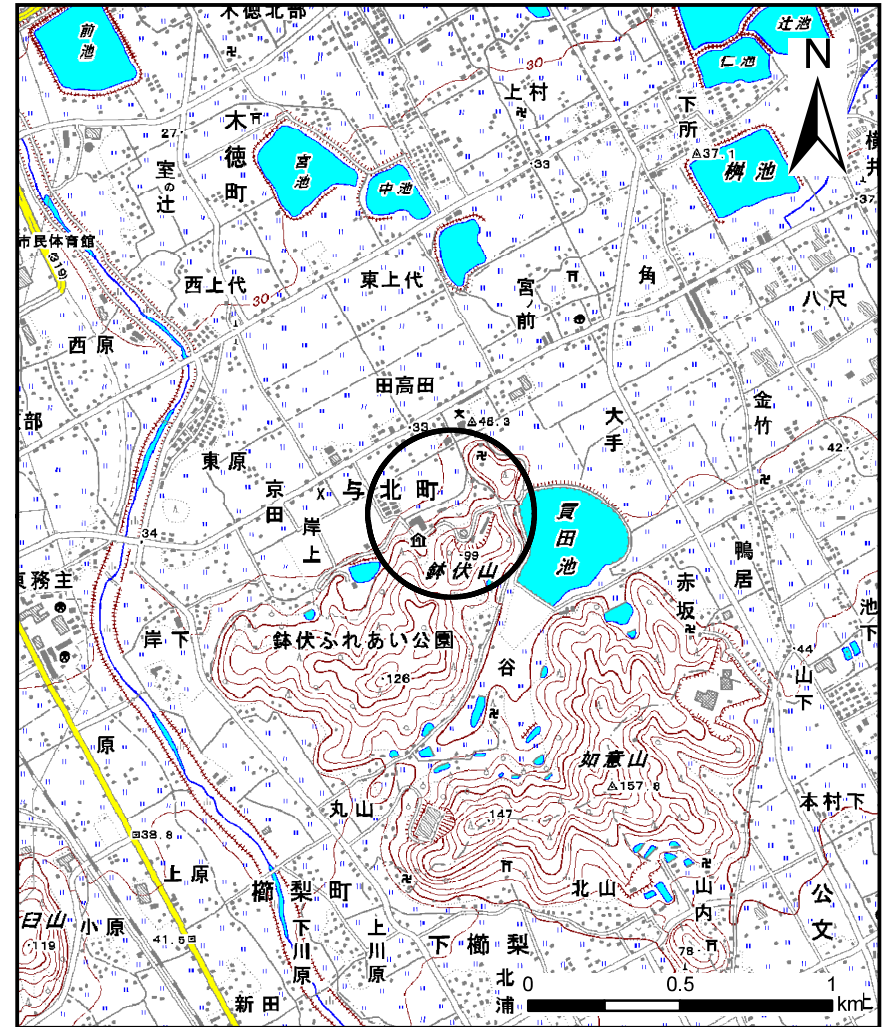 木徳北部
前池
辻池
仁池
N
30
上村
下所
27
木徳町
37.1
桝池
横井
宮池
33
室の辻
中池
37
市民体育館
(319)
西上代
東上代
角
30
宮ノ前
八尺
西原
田高田
金竹
部
33
46.3
大手
42
東原
京田
与北町
買田池
岸上
34
99
鴨居
鉢伏山
務主
赤坂
池下
岸下
鉢伏ふれあい公園
谷
44
126
山下
原
如意山
157.8
丸山
本村下
147
38.8
上原
櫛梨町
北山
山内
公文
臼山
小原
119
下川原
上川原
41.5
下櫛梨
78
北浦
0
0.5
1
km
新田
上